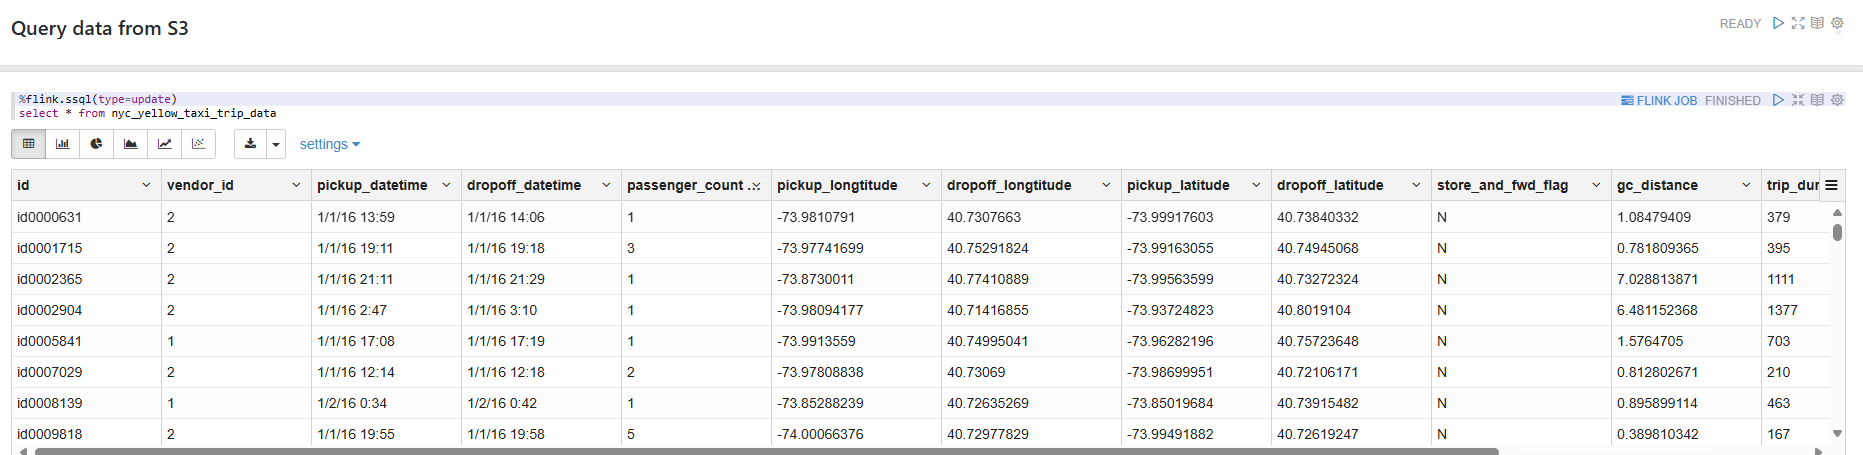 Query data from S3
READY
%flink.ssql(type=update)
FLINK JOB FINISHED
select * from nyc_yellow_taxi_trip_data
settings
id vendor_id pickup_datetime dropoff_datetime passenger_count ... pickup_longtitude dropoff_longtitude pickup_latitude dropoff_latitude store_and_fwd_flag gc_distance trip_dur
id0000631 2 1/1/16 13:59 1/1/16 14:06 1 -73.9810791 40.7307663 -73.99917603 40.73840332 N 1.08479409 379
id0001715 2 1/1/16 19:11 1/1/16 19:18 3 -73.97741699 40.75291824 -73.99163055 40.74945068 N 0.781809365 395
id0002365 2 1/1/16 21:11 1/1/16 21:29 1 -73.8730011 40.77410889 -73.99563599 40.73272324 N 7.028813871 1111
id0002904 2 1/1/16 2:47 1/1/16 3:10 1 -73.98094177 40.71416855 -73.93724823 40.8019104 N 6.481152368 1377
id0005841 1 1/1/16 17:08 1/1/16 17:19 1 -73.9913559 40.74995041 -73.96282196 40.75723648 N 1.5764705 703
id0007029 2 1/1/16 12:14 1/1/16 12:18 2 -73.97808838 40.73069 -73.98699951 40.72106171 N 0.812802671 210
id0008139 1 1/2/16 0:34 1/2/16 0:42 1 -73.85288239 40.72635269 -73.85019684 40.73915482 N 0.895899114 463
id0009818 2 1/1/16 19:55 1/1/16 19:58 5 -74.00066376 40.72977829 -73.99491882 40.72619247 N 0.389810342 167